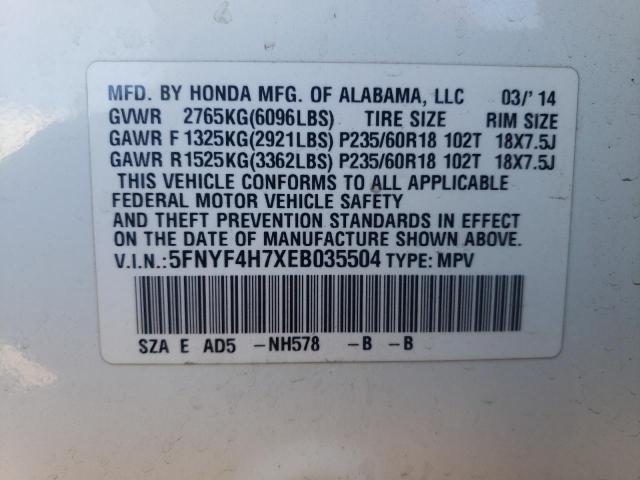 MFD. BY HONDA MFG. OF ALABAMA, LLC 03/'14
GVWR 2765KG(6096LBS) TIRE SIZE RIM SIZE
GAWR F 1325KG(2921LBS) P235/60R18 102T 18X7.5J
GAWR R 1525KG(3362LBS) P235/60R18 102T 18X7.5J
THIS VEHICLE CONFORMS TO ALL APPLICABLE
FEDERAL MOTOR VEHICLE SAFETY
AND THEFT PREVENTION STANDARDS IN EFFECT
ON THE DATE OF MANUFACTURE SHOWN ABOVE.
V.I.N.:5FNYF4H7XEB035504 TYPE: MPV
SZA E AD5 -NH578 -B -B